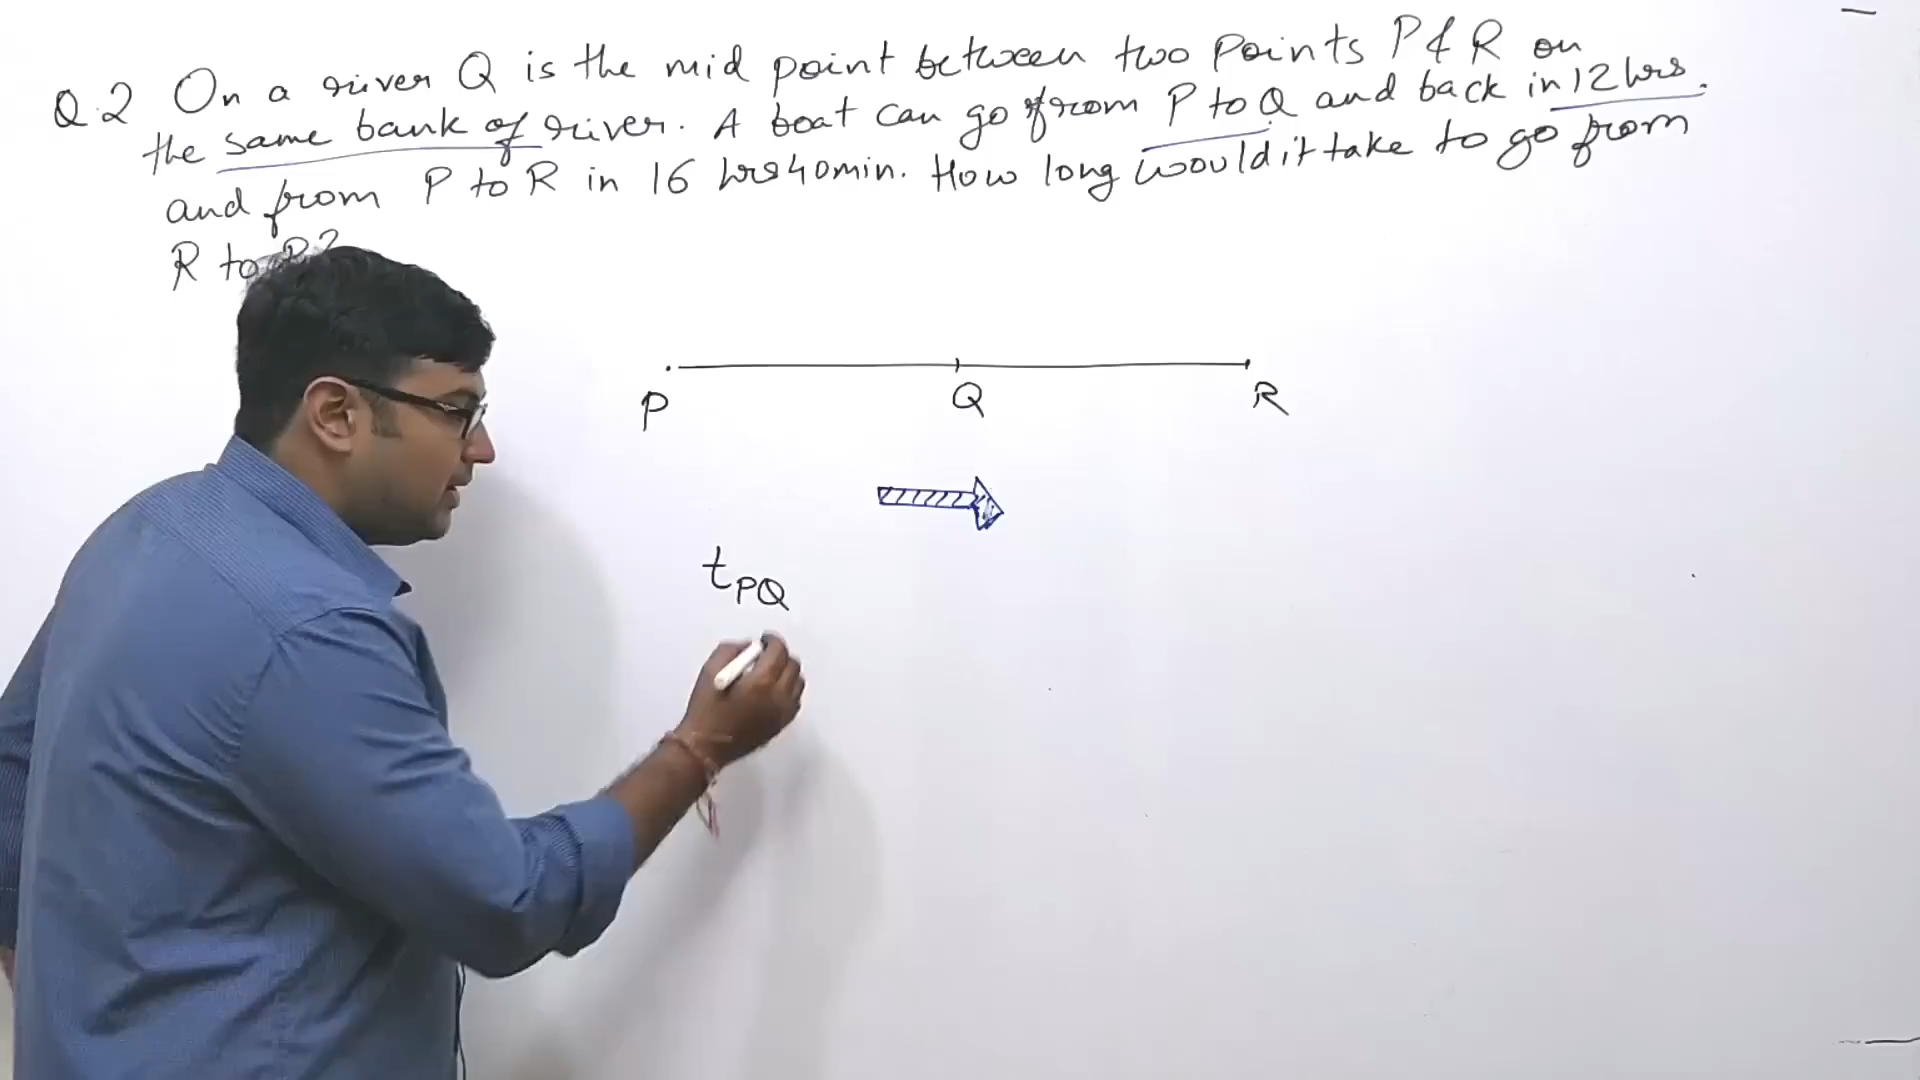 Q.2 On a river Q is the mid point between two points P & R on
the same bank of river. A boat can go from P to Q and back in 12 hrs.
and from P to R in 16 hrs 40 min. How long would it take to go from
R to P?
P Q R
tPQ